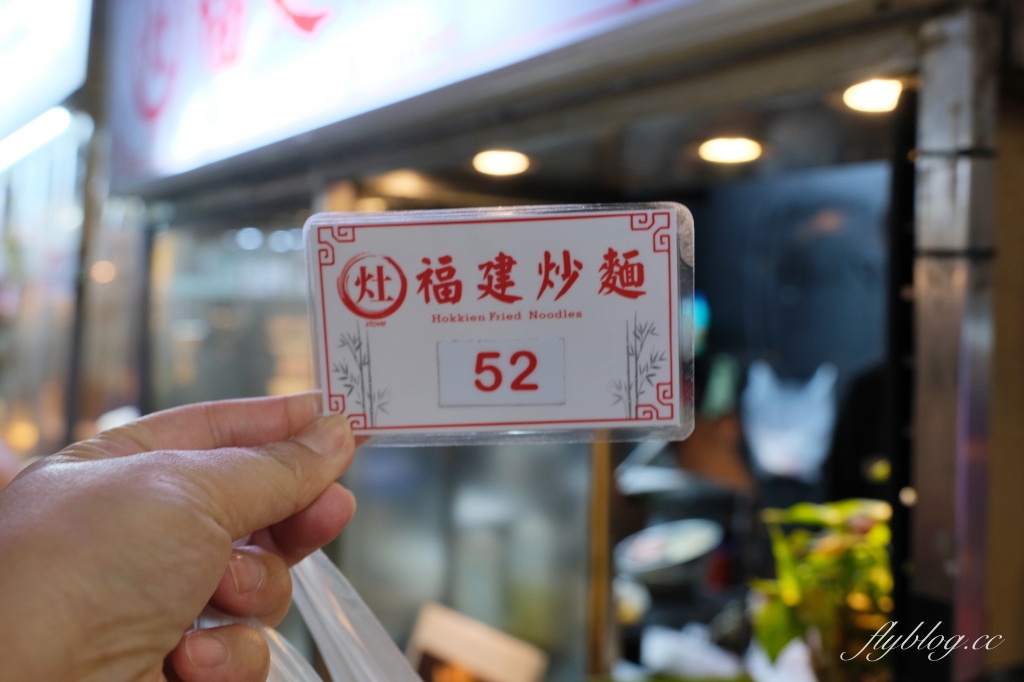 灶 福建炒麵
stove
Hokkien Fried Noodles
52
flyblog.cc